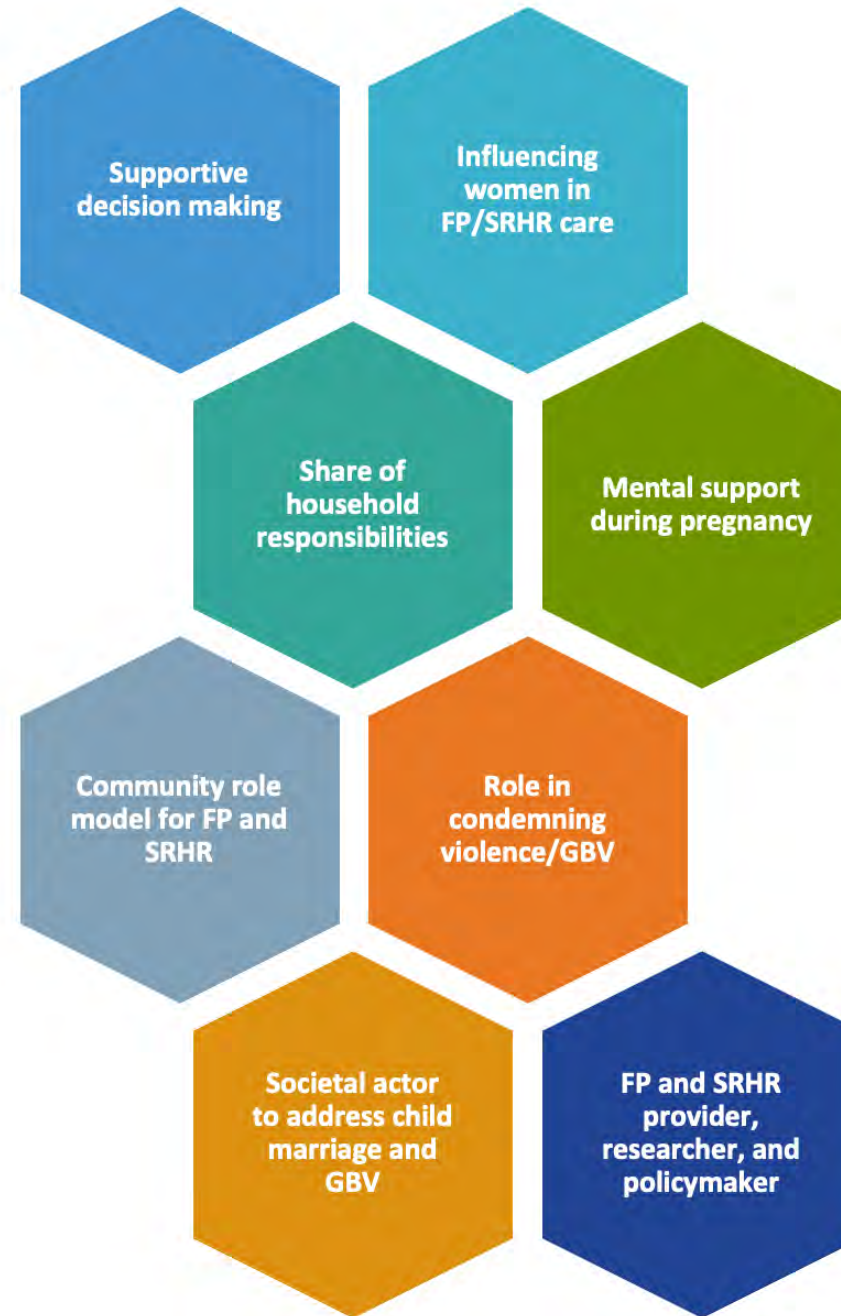 Supportive
decision making
Influencing
women in
FP/SRHR care
Share of
household
responsibilities
Mental support
during pregnancy
Community role
model for FP and
SRHR
Role in
condemning
violence/GBV
Societal actor
to address child
marriage and
GBV
FP and SRHR
provider,
researcher, and
policymaker